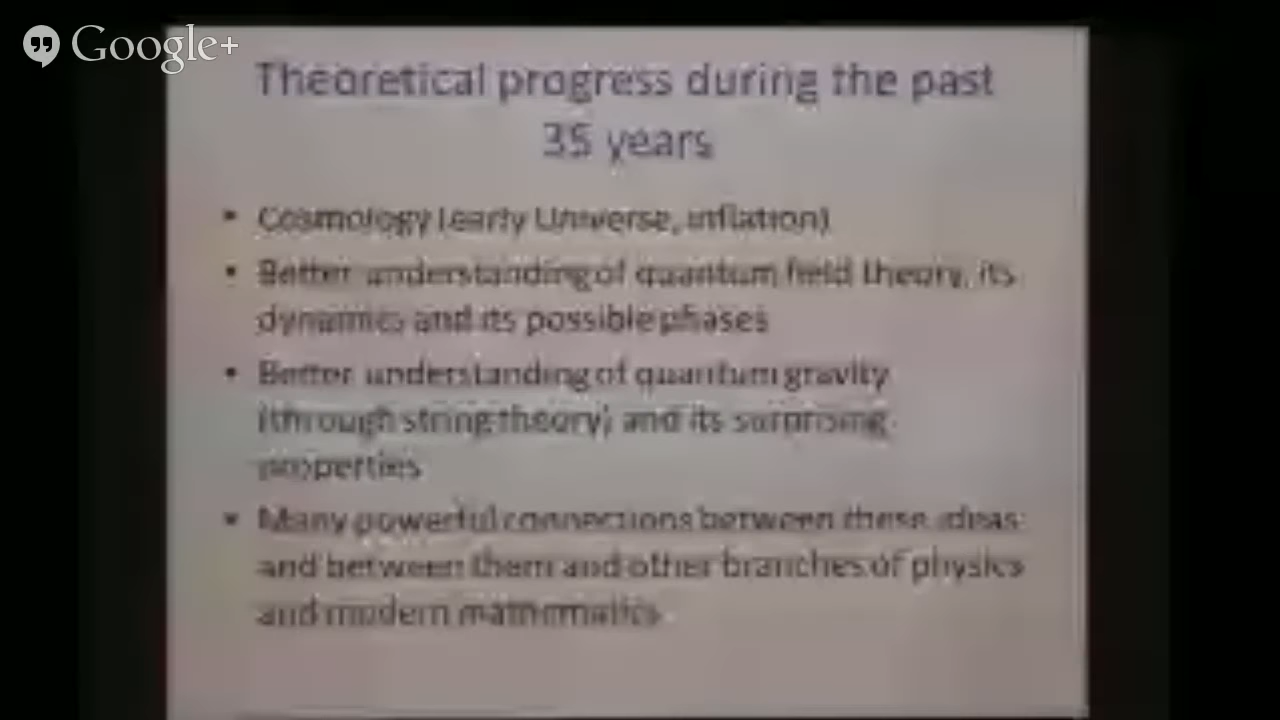 Google+
Theoretical progress during the past
35 years
• Cosmology (early Universe, inflation)
• Better understanding of quantum field theory, its
dynamics and its possible phases
• Better understanding of quantum gravity
(through string theory) and its surprising
properties
• Many powerful connections between these ideas
and between them and other branches of physics
and modern mathematics